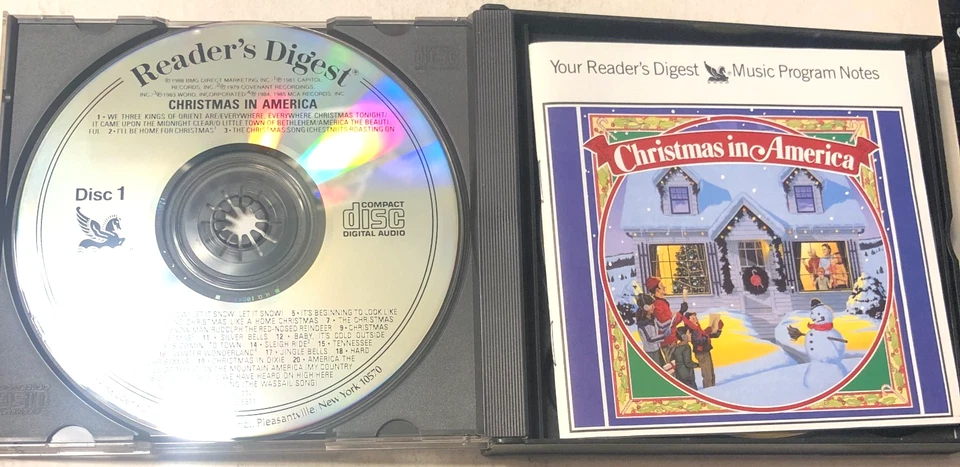 Reader's Digest®
℗1988 BMG DIRECT MARKETING INC. ℗1981 CAPITOL
RECORDS, INC. ℗1979 COVENANT RECORDINGS,
INC. ℗1983 WORD, INCORPORATED ℗1984, 1985 MCA RECORDS, INC.
CHRISTMAS IN AMERICA
1 • WE THREE KINGS OF ORIENT ARE/EVERYWHERE, EVERYWHERE, CHRISTMAS TONIGHT/
IT CAME UPON THE MIDNIGHT CLEAR/O LITTLE TOWN OF BETHLEHEM/AMERICA THE BEAUTI-
FUL 2 • I'LL BE HOME FOR CHRISTMAS 3 • THE CHRISTMAS SONG (CHESTNUTS ROASTING ON
Disc 1
COMPACT
disc
DIGITAL AUDIO
SNOW! LET IT SNOW! 5 • IT'S BEGINNING TO LOOK LIKE
CHRISTMAS LIKE A HOME CHRISTMAS 7 • THE CHRISTMAS
RUDOLPH THE RED-NOSED REINDEER 9 • CHRISTMAS
11 • SILVER BELLS 12 • BABY, IT'S COLD OUTSIDE
TO TOWN 14 • SLEIGH RIDE 15 • TENNESSEE
WINTER WONDERLAND 17 • JINGLE BELLS 18 • HARD
CHRISTMAS IN DIXIE 20 • AMERICA THE
THE MOUNTAIN AMERICA (MY COUNTRY
WE HAVE HEARD ON HIGH/HERE
(THE WASSAIL SONG)
Pleasantville, New York 10570
Your Reader's Digest ® Music Program Notes
Christmas in America